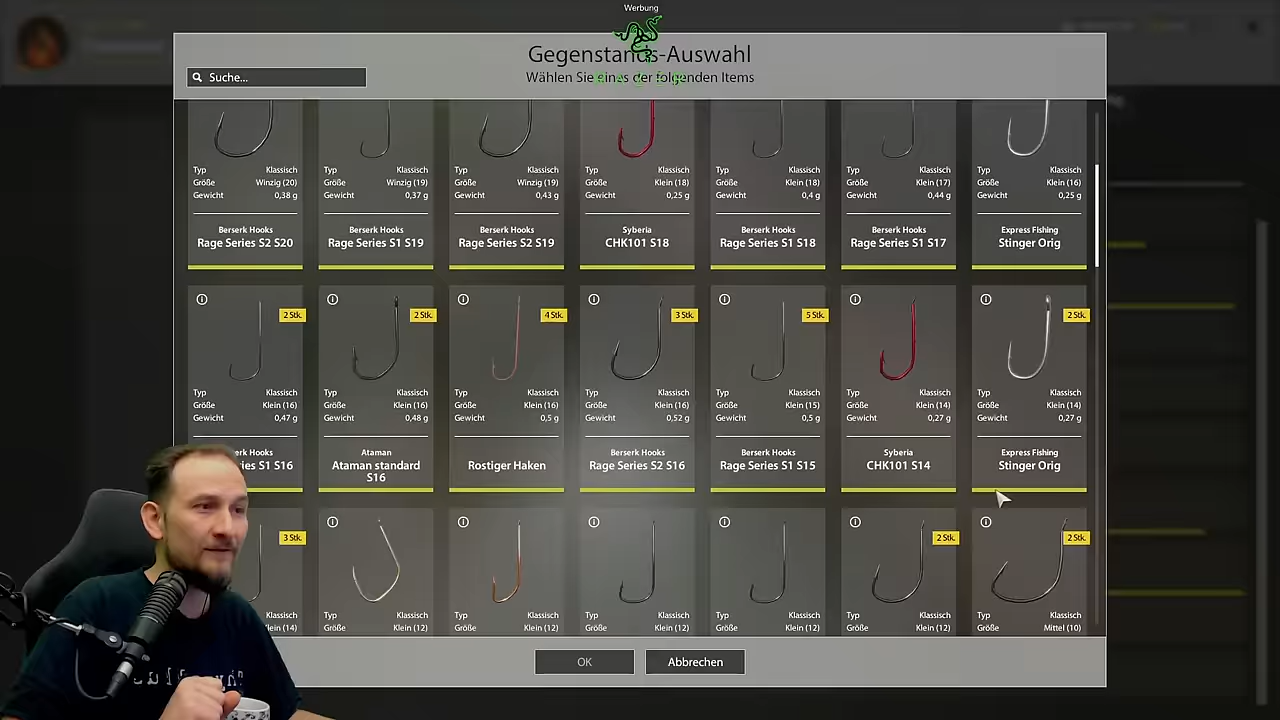 Werbung
Gegenstands-Auswahl
Suche...
Wählen Sie eines der folgenden Items
Typ Klassisch
Größe Winzig (20)
Gewicht 0,38 g
Berserk Hooks
Rage Series S2 S20
Typ Klassisch
Größe Winzig (19)
Gewicht 0,37 g
Berserk Hooks
Rage Series S1 S19
Typ Klassisch
Größe Winzig (19)
Gewicht 0,43 g
Berserk Hooks
Rage Series S2 S19
Typ Klassisch
Größe Klein (18)
Gewicht 0,25 g
Syberia
CHK101 S18
Typ Klassisch
Größe Klein (18)
Gewicht 0,4 g
Berserk Hooks
Rage Series S1 S18
Typ Klassisch
Größe Klein (17)
Gewicht 0,44 g
Berserk Hooks
Rage Series S1 S17
Typ Klassisch
Größe Klein (16)
Gewicht 0,25 g
Express Fishing
Stinger Orig
2 Stk.
Typ Klassisch
Größe Klein (16)
Gewicht 0,47 g
Hooks
S1 S16
2 Stk.
Typ Klassisch
Größe Klein (16)
Gewicht 0,48 g
Ataman
Ataman standard
S16
4 Stk.
Typ Klassisch
Größe Klein (16)
Gewicht 0,5 g
Rostiger Haken
3 Stk.
Typ Klassisch
Größe Klein (16)
Gewicht 0,52 g
Berserk Hooks
Rage Series S2 S16
5 Stk.
Typ Klassisch
Größe Klein (15)
Gewicht 0,5 g
Berserk Hooks
Rage Series S1 S15
Typ Klassisch
Größe Klein (14)
Gewicht 0,27 g
Syberia
CHK101 S14
2 Stk.
Typ Klassisch
Größe Klein (14)
Gewicht 0,27 g
Express Fishing
Stinger Orig
3 Stk.
Klassisch
Klein (14)
Typ Klassisch
Größe Klein (12)
Typ Klassisch
Größe Klein (12)
Typ Klassisch
Größe Klein (12)
Typ Klassisch
Größe Klein (12)
2 Stk.
Typ Klassisch
Größe Klein (12)
2 Stk.
Typ Klassisch
Größe Mittel (10)
OK
Abbrechen